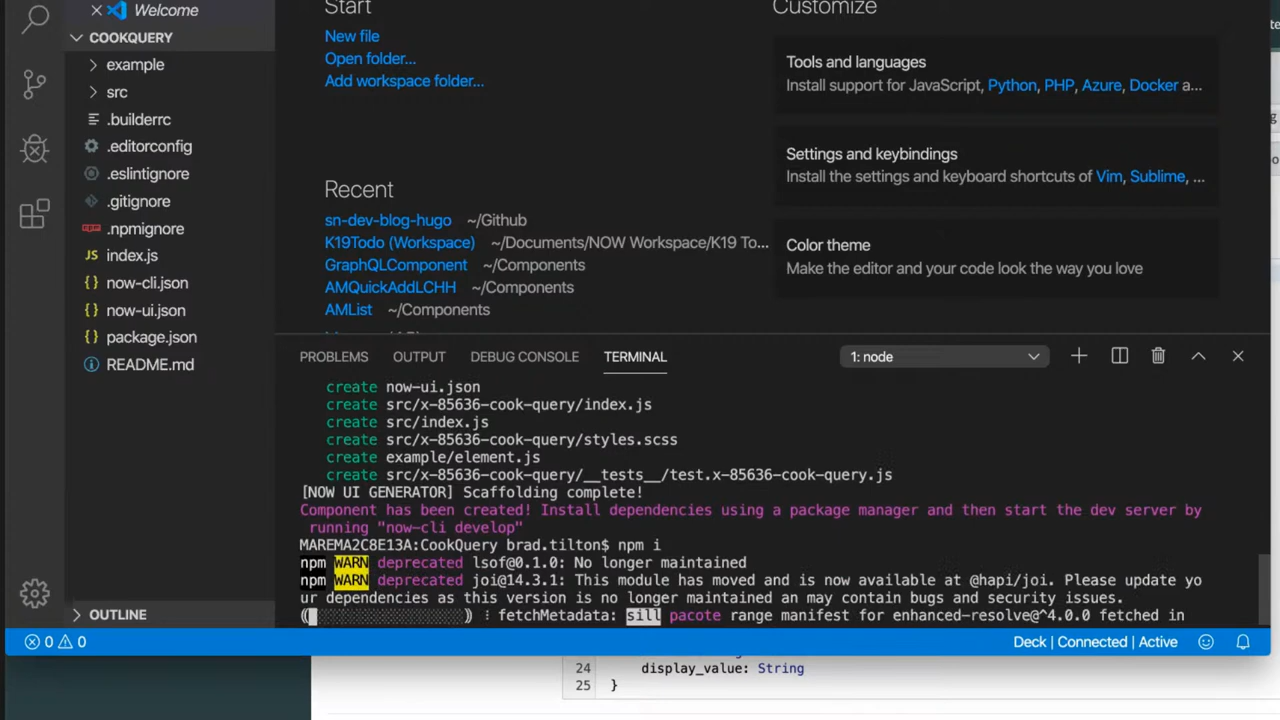 Welcome
COOKQUERY
example
src
.builderrc
.editorconfig
.eslintignore
.gitignore
.npmignore
JS index.js
{} now-cli.json
{} now-ui.json
{} package.json
README.md
OUTLINE
Start
New file
Open folder...
Add workspace folder...
Recent
sn-dev-blog-hugo ~/Github
K19Todo (Workspace) ~/Documents/NOW Workspace/K19 To...
GraphQLComponent ~/Components
AMQuickAddLCHH ~/Components
AMList ~/Components
Customize
Tools and languages
Install support for JavaScript, Python, PHP, Azure, Docker a...
Settings and keybindings
Install the settings and keyboard shortcuts of Vim, Sublime, ...
Color theme
Make the editor and your code look the way you love
PROBLEMS OUTPUT DEBUG CONSOLE TERMINAL 1: node
create now-ui.json
create src/x-85636-cook-query/index.js
create src/index.js
create src/x-85636-cook-query/styles.scss
create example/element.js
create src/x-85636-cook-query/__tests__/test.x-85636-cook-query.js
[NOW UI GENERATOR] Scaffolding complete!
Component has been created! Install dependencies using a package manager and then start the dev server by
running "now-cli develop"
MAREMA2C8E13A:CookQuery brad.tilton$ npm i
npm WARN deprecated lsof@0.1.0: No longer maintained
npm WARN deprecated joi@14.3.1: This module has moved and is now available at @hapi/joi. Please update yo
ur dependencies as this version is no longer maintained an may contain bugs and security issues.
fetchMetadata: sill pacote range manifest for enhanced-resolve@^4.0.0 fetched in
0 0 Deck | Connected | Active
24 display_value: String
25 }